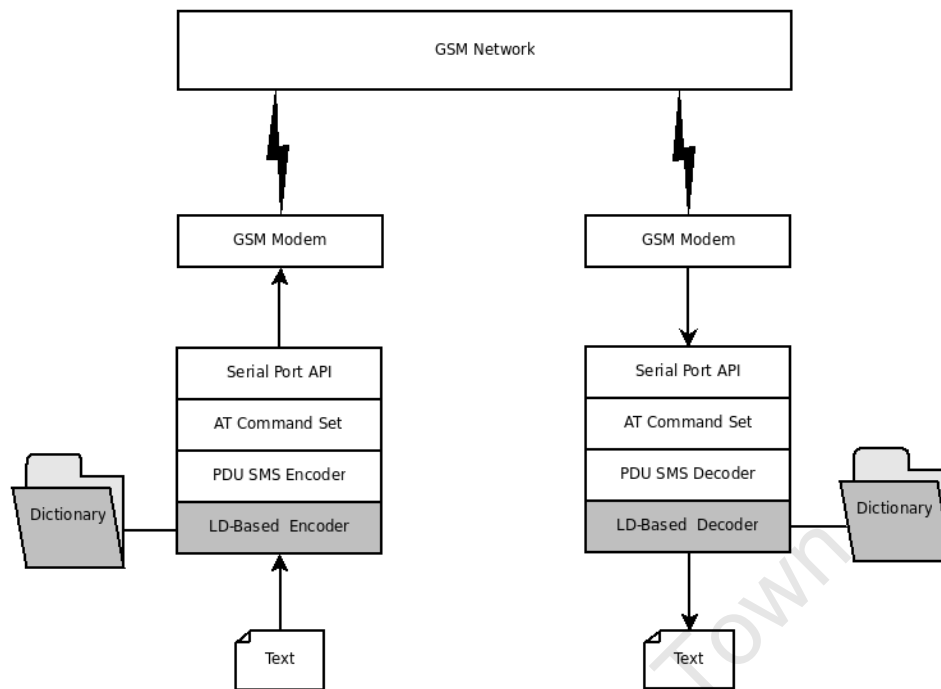 GSM Network
GSM Modem
GSM Modem
Serial Port API
AT Command Set
PDU SMS Encoder
LD-Based Encoder
Dictionary
Text
Serial Port API
AT Command Set
PDU SMS Decoder
LD-Based Decoder
Dictionary
Text
Town